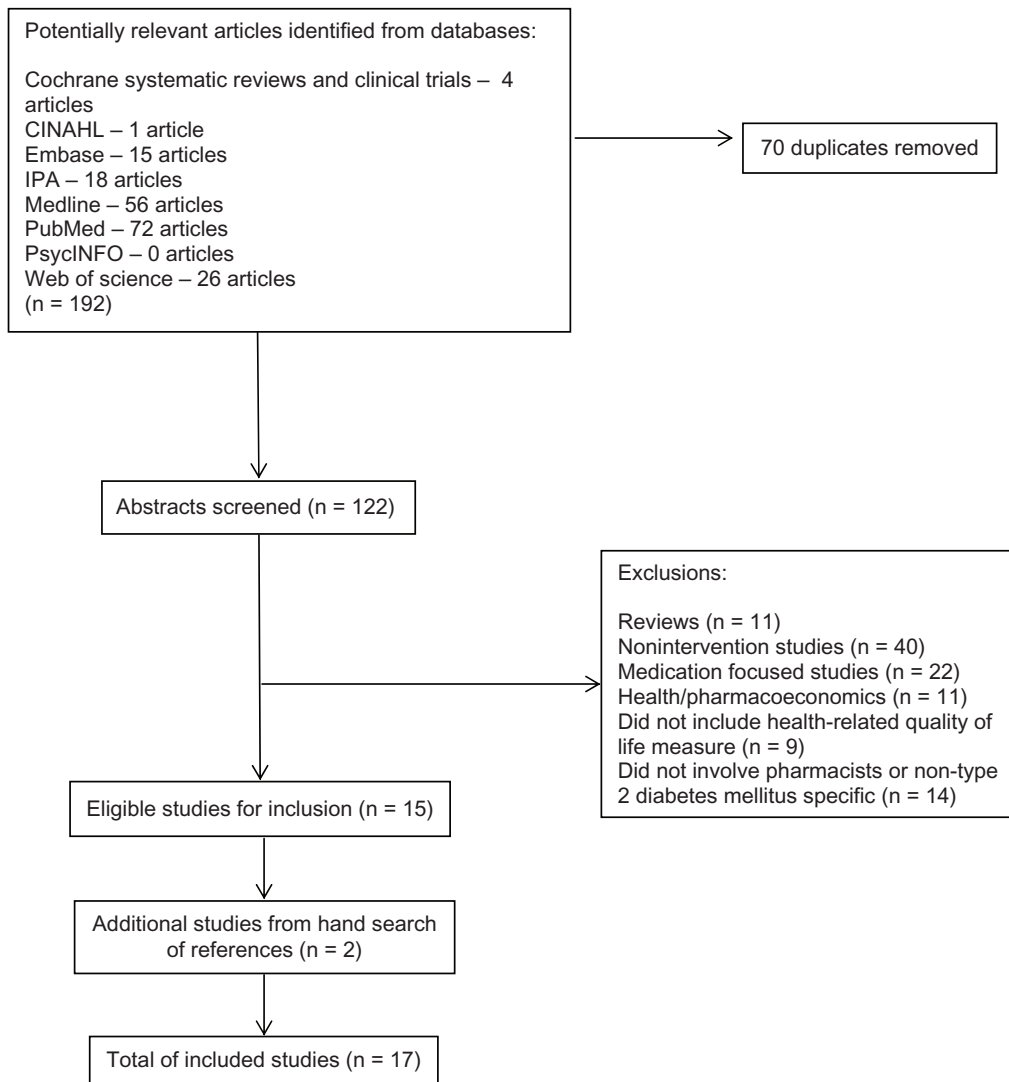 Potentially relevant articles identified from databases:
Cochrane systematic reviews and clinical trials – 4
articles
CINAHL – 1 article
Embase – 15 articles
IPA – 18 articles
Medline – 56 articles
PubMed – 72 articles
PsycINFO – 0 articles
Web of science – 26 articles
(n = 192)
70 duplicates removed
Abstracts screened (n = 122)
Exclusions:
Reviews (n = 11)
Nonintervention studies (n = 40)
Medication focused studies (n = 22)
Health/pharmacoeconomics (n = 11)
Did not include health-related quality of
life measure (n = 9)
Did not involve pharmacists or non-type
2 diabetes mellitus specific (n = 14)
Eligible studies for inclusion (n = 15)
Additional studies from hand search
of references (n = 2)
Total of included studies (n = 17)